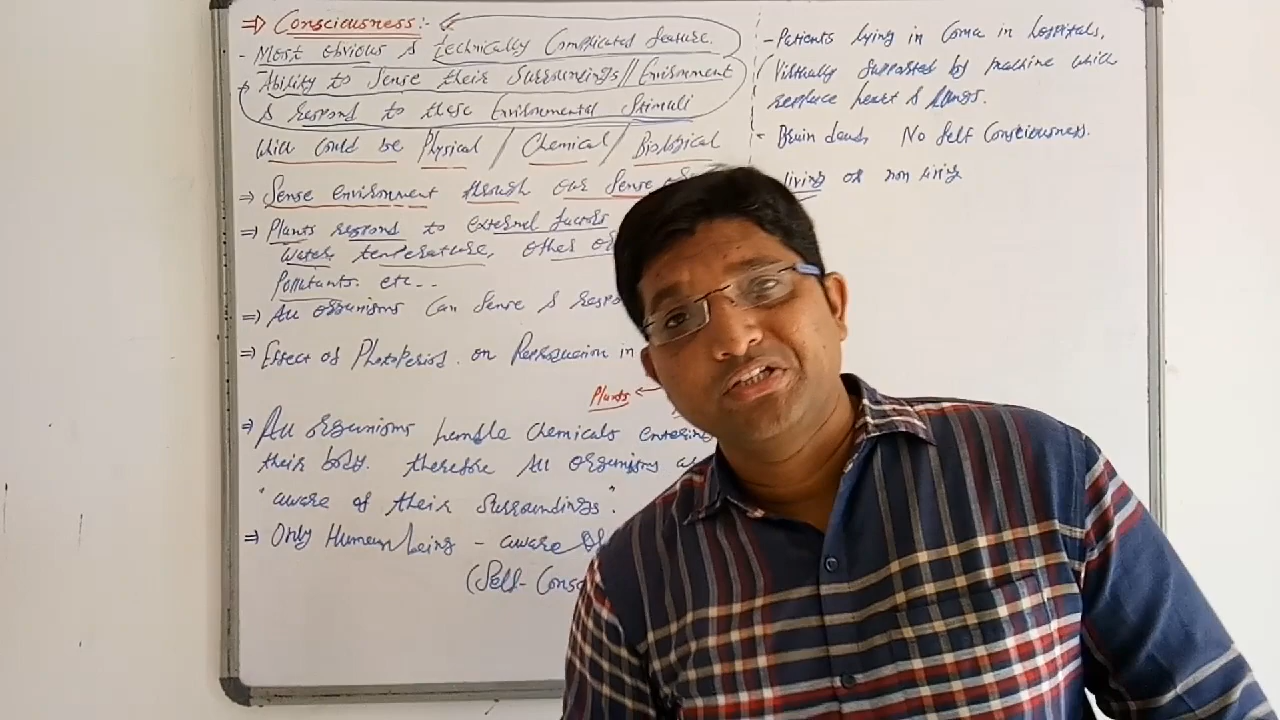 ⇒ Consciousness:-
- Most obvious & technically Complicated feature.
→ Ability to Sense their Surroundings // Environment
& respond to these Environmental Stimuli
Will could be Physical / Chemical / Biological
⇒ Sense environment through our Sense
⇒ Plants respond to external factors
Water, temperature, other
Pollutants. etc...
⇒ All organisms Can Sense &
⇒ Effect of Photoperiod. on Reproduction in
Plants ←
⇒ All organisms handle Chemicals
their body. therefore All organisms
"aware of their Surroundings".
⇒ Only Human being - aware of
(Self-
- Patients lying in Coma in hospitals,
(Virtually supported by machine which
replace heart & lungs.
- Brain dead, No Self Consciousness.
living or non living